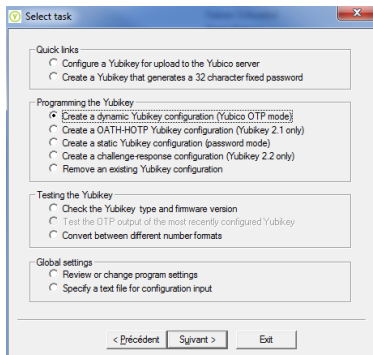 Select task
Quick links
Configure a Yubikey for upload to the Yubico server
Create a Yubikey that generates a 32 character fixed password
Programming the Yubikey
Create a dynamic Yubikey configuration (Yubico OTP mode)
Create a OATH-HOTP Yubikey configuration (Yubikey 2.1 only)
Create a static Yubikey configuration (password mode)
Create a challenge-response configuration (Yubikey 2.2 only)
Remove an existing Yubikey configuration
Testing the Yubikey
Check the Yubikey type and firmware version
Test the OTP output of the most recently configured Yubikey
Convert between different number formats
Global settings
Review or change program settings
Specify a text file for configuration input
< Précédent Suivant > Exit